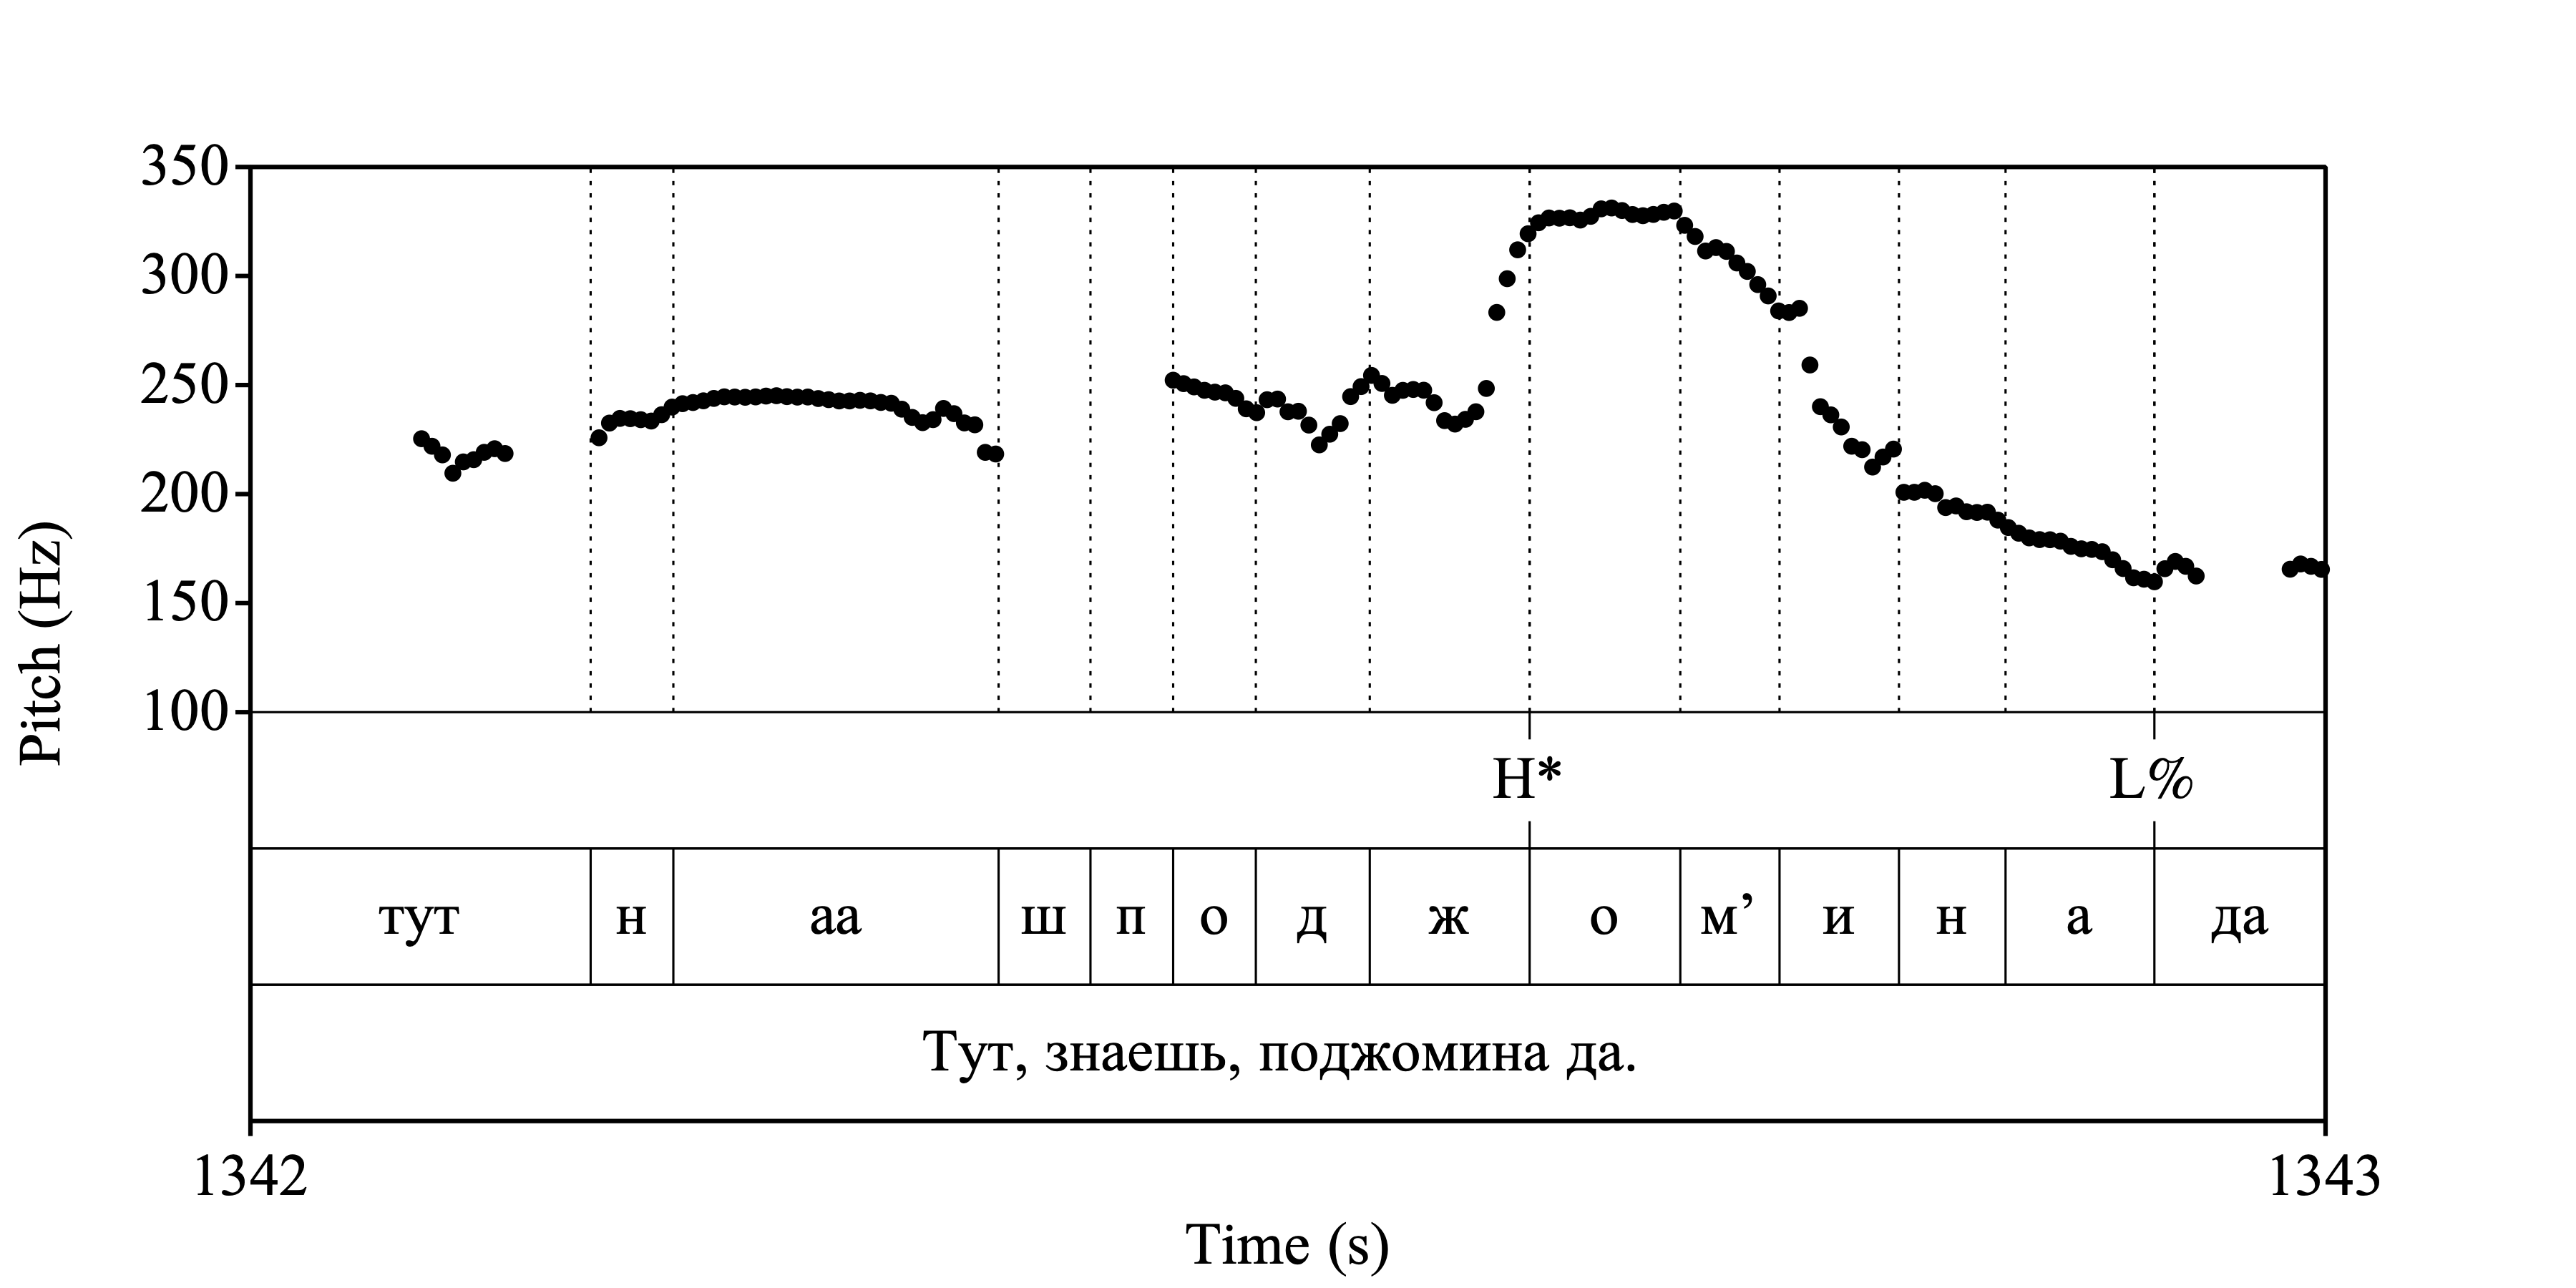 350
300
250
200
150
100
Pitch (Hz)
H* L%
тут н аа ш п о д ж о м’ и н а да
Тут, знаешь, поджомина да.
1342 1343
Time (s)